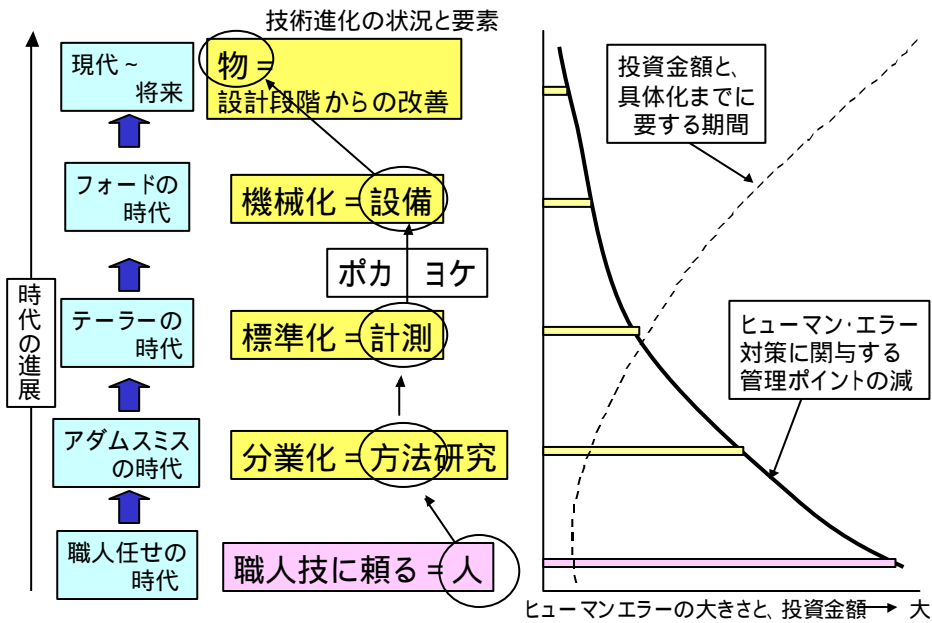 技術進化の状況と要素
現代~
将来
物=
設計段階からの改善
フォードの
時代
機械化=設備
ポカ ヨケ
テーラーの
時代
標準化=計測
アダムスミス
の時代
分業化=方法研究
職人任せの
時代
職人技に頼る=人
時代の進展
投資金額と、
具体化までに
要する期間
ヒューマン・エラー
対策に関与する
管理ポイントの減
ヒューマンエラーの大きさと、投資金額 大